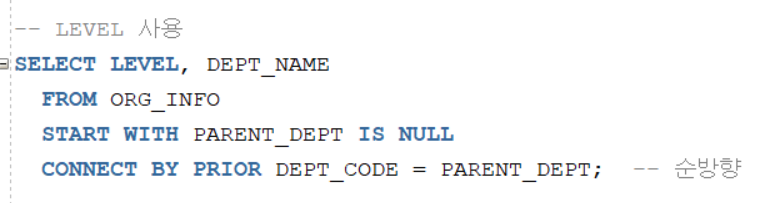 -- LEVEL 사용
SELECT LEVEL, DEPT_NAME
FROM ORG_INFO
START WITH PARENT_DEPT IS NULL
CONNECT BY PRIOR DEPT_CODE = PARENT_DEPT; -- 순방향